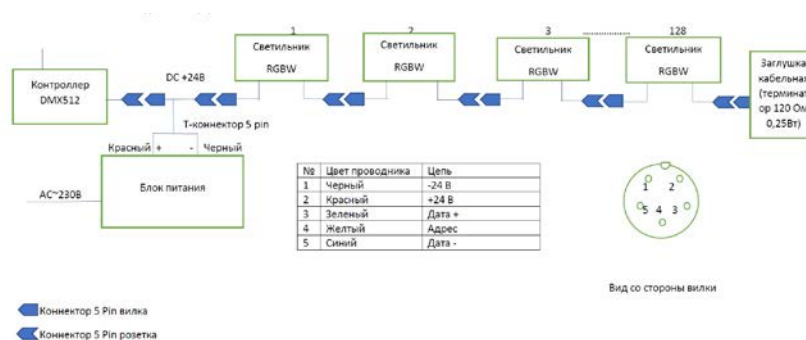 1
2
3
128
Светильник
RGBW
Светильник
RGBW
Светильник
RGBW
Светильник
RGBW
Контроллер
DMX512
DC +24В
Заглушка
кабельная
(терминат
ор 120 Ом
0,25Вт)
Т-коннектор 5 pin
Красный + - Черный
Блок питания
AC~230В
№ Цвет проводника Цепь
1 Черный -24 В
2 Красный +24 В
3 Зеленый Дата +
4 Желтый Адрес
5 Синий Дата -
1 2
5 4 3
Вид со стороны вилки
Коннектор 5 Pin вилка
Коннектор 5 Pin розетка